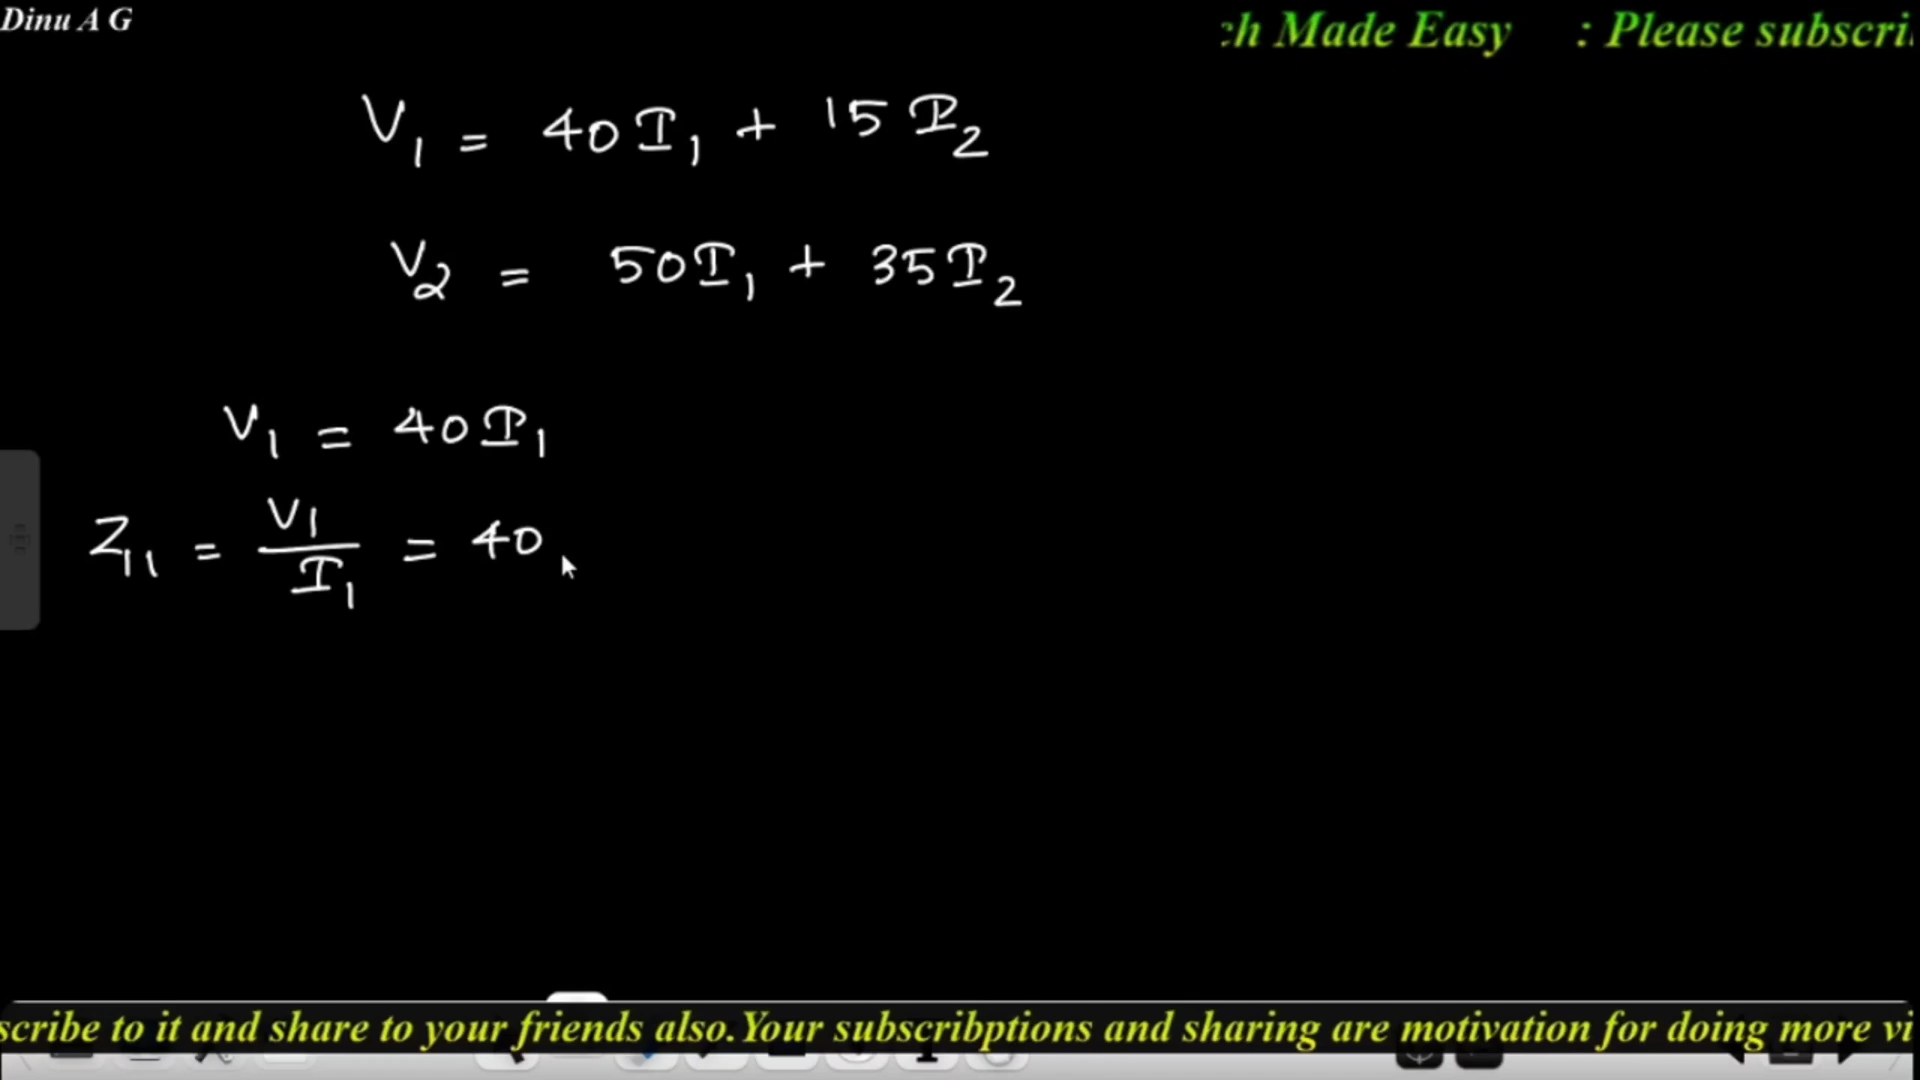 Dinu A G
ch Made Easy : Please subscri
V₁ = 40I₁ + 15I₂
V₂ = 50I₁ + 35I₂
V₁ = 40I₁
Z₁₁ = V₁/I₁ = 40
scribe to it and share to your friends also.Your subscribptions and sharing are motivation for doing more vi